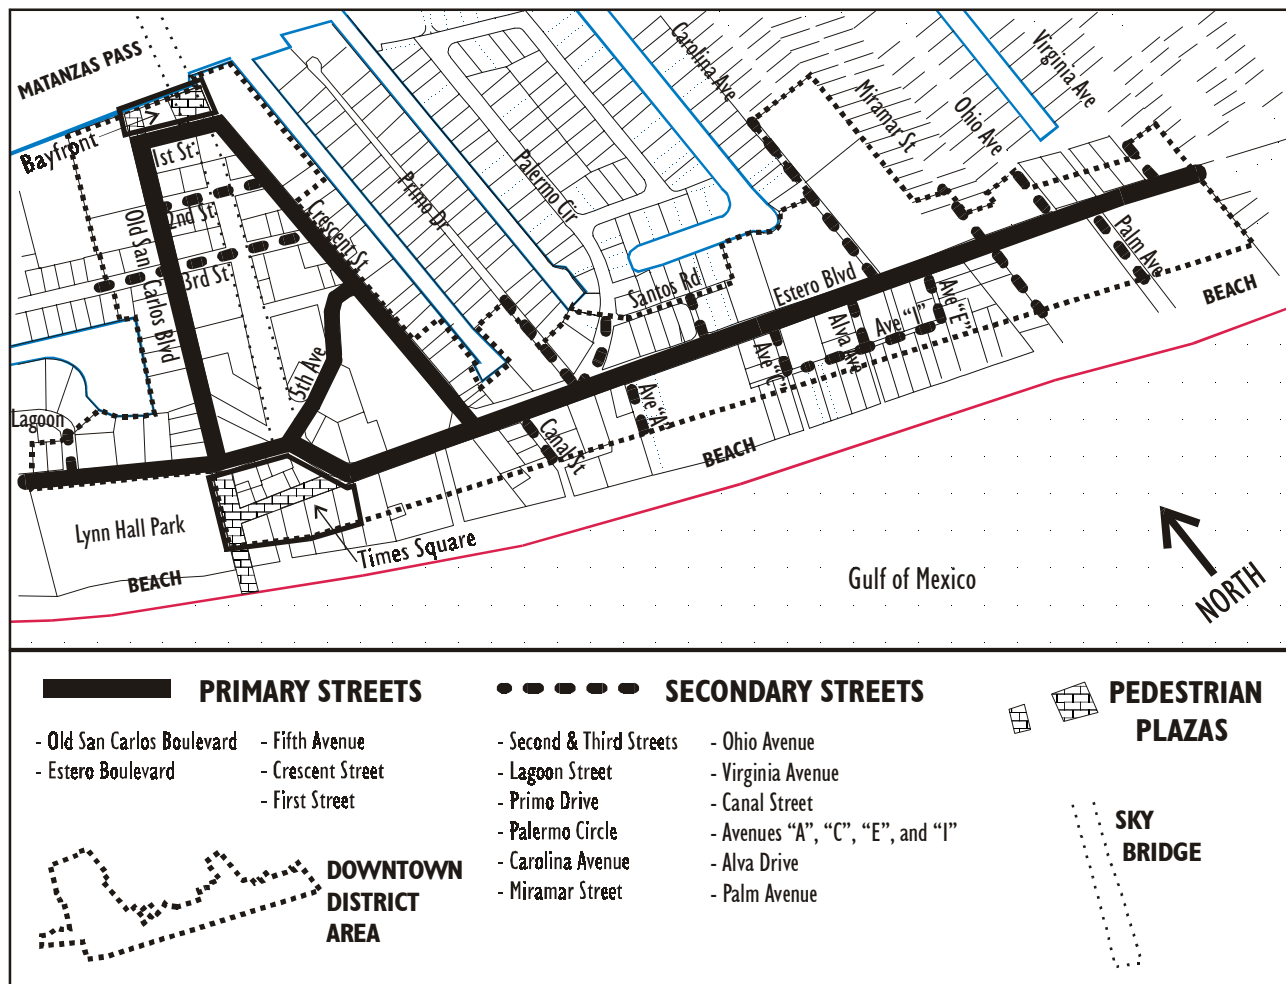 MATANZAS PASS
Bayfront
1st St.
2nd St.
3rd St.
Old San
Carlos Blvd
Crescent St.
5th Ave
Primo Dr
Palermo Cir
Carolina Ave
Miramar St
Ohio Ave
Virginia Ave
Santos Rd
Estero Blvd
Palm Ave
Ave "E"
Ave "I"
Alva Ave
Ave "C"
Ave "A"
Canal St
Lagoon
BEACH
BEACH
BEACH
Lynn Hall Park
Times Square
Gulf of Mexico
NORTH
PRIMARY STREETS
- Old San Carlos Boulevard
- Estero Boulevard
- Fifth Avenue
- Crescent Street
- First Street
DOWNTOWN
DISTRICT
AREA
SECONDARY STREETS
- Second & Third Streets
- Lagoon Street
- Primo Drive
- Palermo Circle
- Carolina Avenue
- Miramar Street
- Ohio Avenue
- Virginia Avenue
- Canal Street
- Avenues “A”, “C”, “E”, and “I”
- Alva Drive
- Palm Avenue
PEDESTRIAN
PLAZAS
SKY
BRIDGE